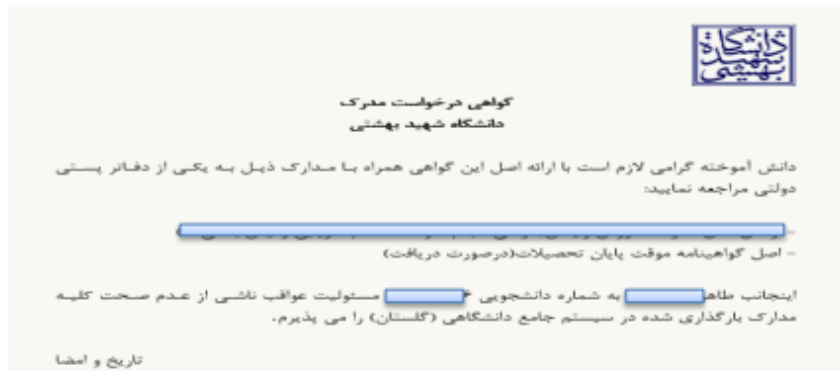 دانشگاه
شهید
بهشتی
گواهی درخواست مدرک
دانشگاه شهید بهشتی
دانش آموخته گرامی لازم است با ارائه اصل این گواهی همراه با مدارک ذیل به یکی از دفاتر پستی
دولتی مراجعه نمایید:
-
- اصل گواهینامه موقت پایان تحصیلات(درصورت دریافت)
اینجانب طاهر به شماره دانشجویی مسئولیت عواقب ناشی از عدم صحت کلیه
مدارک بارگذاری شده در سیستم جامع دانشگاهی (گلستان) را می پذیرم.
تاریخ و امضا